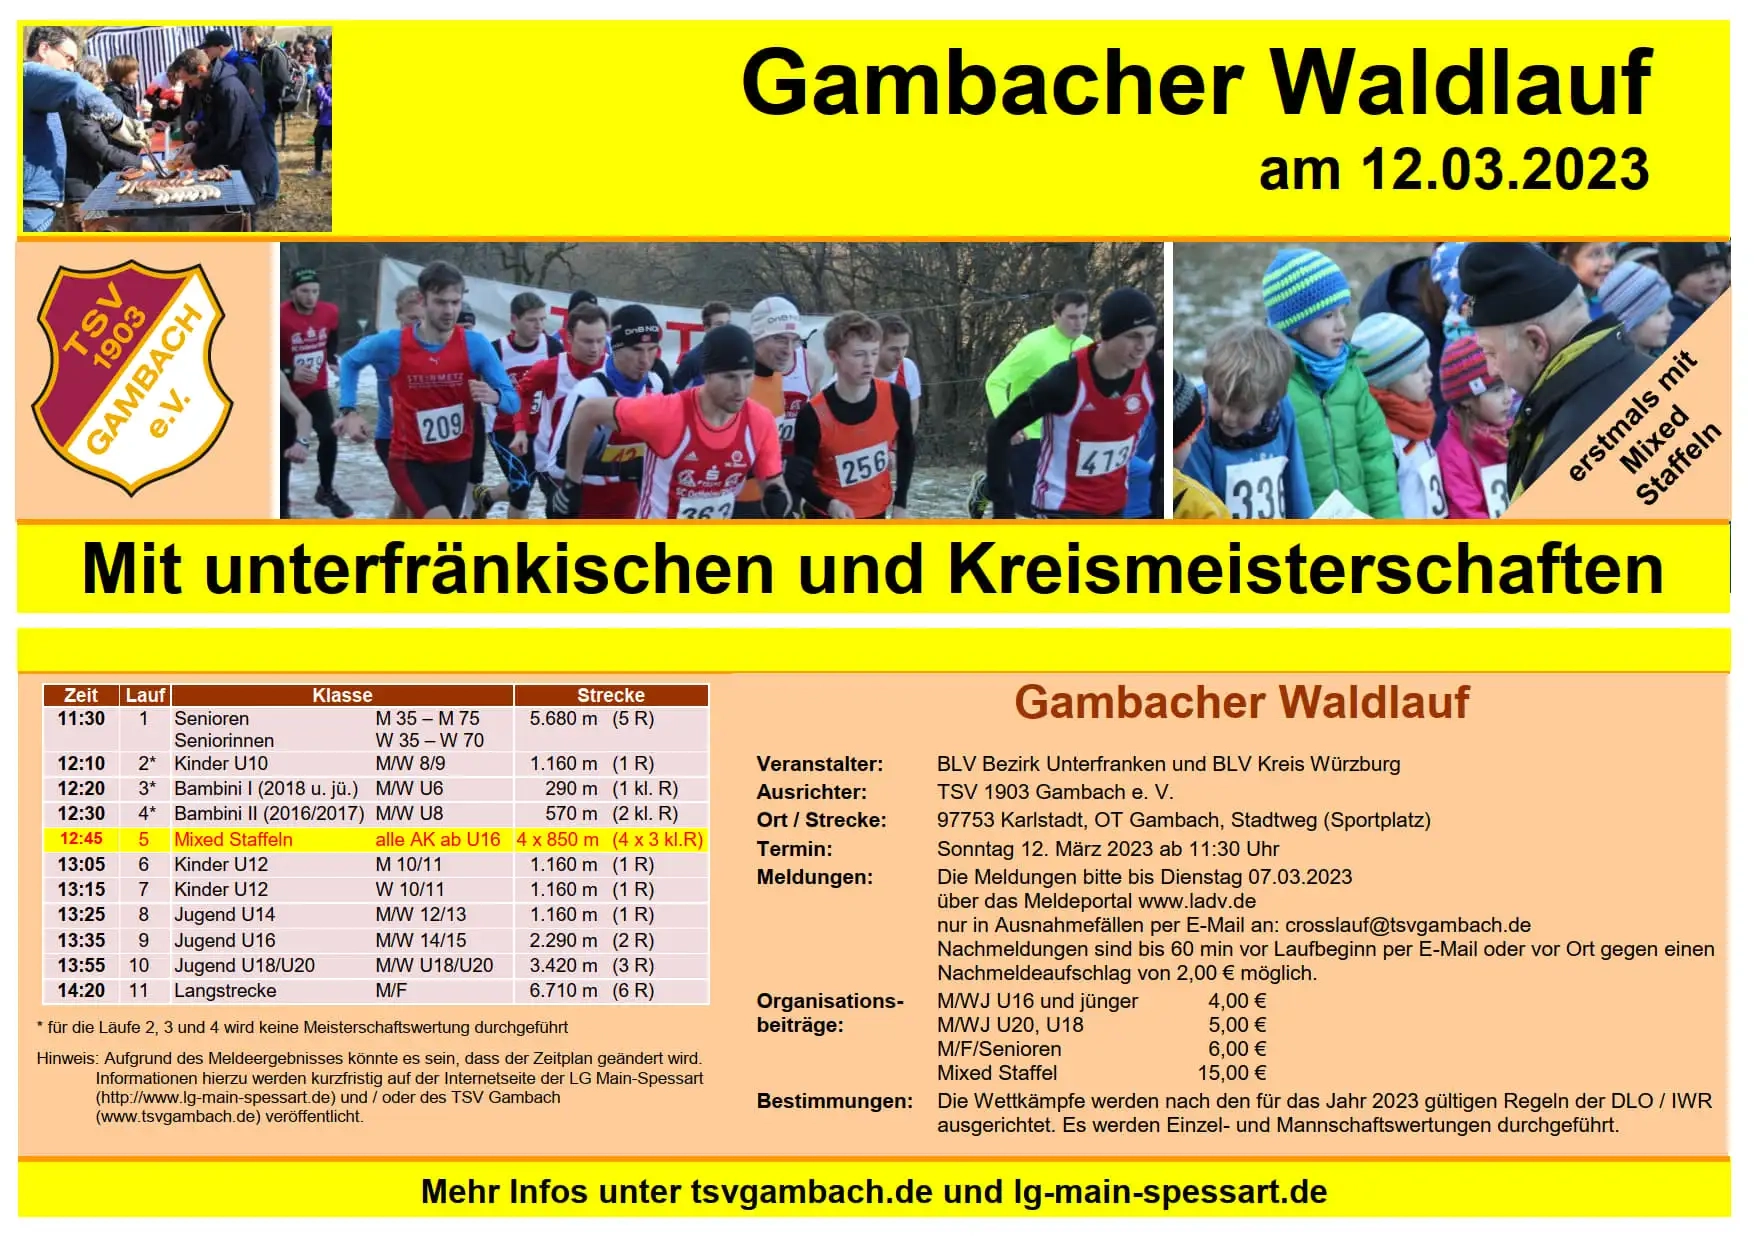 Gambacher Waldlauf
am 12.03.2023
TSV
1903
GAMBACH
e.V.
279
209
STEINMETZ
DnB NOR
363
256
473
336
3
3
erstmals mit
Mixed
Staffeln
Mit unterfränkischen und Kreismeisterschaften
Zeit Lauf Klasse Strecke
11:30 1 Senioren M 35 – M 75 5.680 m (5 R)
Seniorinnen W 35 – W 70
12:10 2* Kinder U10 M/W 8/9 1.160 m (1 R)
12:20 3* Bambini I (2018 u. jü.) M/W U6 290 m (1 kl. R)
12:30 4* Bambini II (2016/2017) M/W U8 570 m (2 kl. R)
12:45 5 Mixed Staffeln alle AK ab U16 4 x 850 m (4 x 3 kl.R)
13:05 6 Kinder U12 M 10/11 1.160 m (1 R)
13:15 7 Kinder U12 W 10/11 1.160 m (1 R)
13:25 8 Jugend U14 M/W 12/13 1.160 m (1 R)
13:35 9 Jugend U16 M/W 14/15 2.290 m (2 R)
13:55 10 Jugend U18/U20 M/W U18/U20 3.420 m (3 R)
14:20 11 Langstrecke M/F 6.710 m (6 R)
* für die Läufe 2, 3 und 4 wird keine Meisterschaftswertung durchgeführt
Hinweis: Aufgrund des Meldeergebnisses könnte es sein, dass der Zeitplan geändert wird.
Informationen hierzu werden kurzfristig auf der Internetseite der LG Main-Spessart
(http://www.lg-main-spessart.de) und / oder des TSV Gambach
(www.tsvgambach.de) veröffentlicht.
Gambacher Waldlauf
Veranstalter: BLV Bezirk Unterfranken und BLV Kreis Würzburg
Ausrichter: TSV 1903 Gambach e. V.
Ort / Strecke: 97753 Karlstadt, OT Gambach, Stadtweg (Sportplatz)
Termin: Sonntag 12. März 2023 ab 11:30 Uhr
Meldungen: Die Meldungen bitte bis Dienstag 07.03.2023
über das Meldeportal www.ladv.de
nur in Ausnahmefällen per E-Mail an: crosslauf@tsvgambach.de
Nachmeldungen sind bis 60 min vor Laufbeginn per E-Mail oder vor Ort gegen einen
Nachmeldeaufschlag von 2,00 € möglich.
Organisations- M/WJ U16 und jünger 4,00 €
beiträge: M/WJ U20, U18 5,00 €
M/F/Senioren 6,00 €
Mixed Staffel 15,00 €
Bestimmungen: Die Wettkämpfe werden nach den für das Jahr 2023 gültigen Regeln der DLO / IWR
ausgerichtet. Es werden Einzel- und Mannschaftswertungen durchgeführt.
Mehr Infos unter tsvgambach.de und lg-main-spessart.de